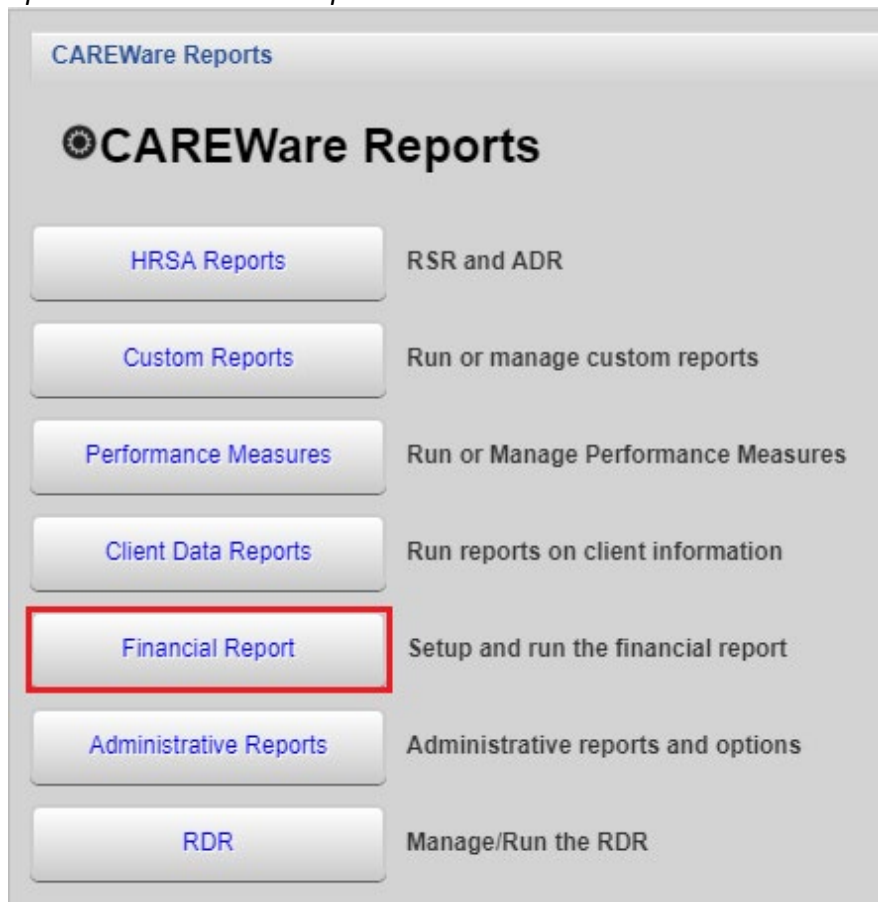 CAREWare Reports
CAREWare Reports
HRSA Reports RSR and ADR
Custom Reports Run or manage custom reports
Performance Measures Run or Manage Performance Measures
Client Data Reports Run reports on client information
Financial Report Setup and run the financial report
Administrative Reports Administrative reports and options
RDR Manage/Run the RDR